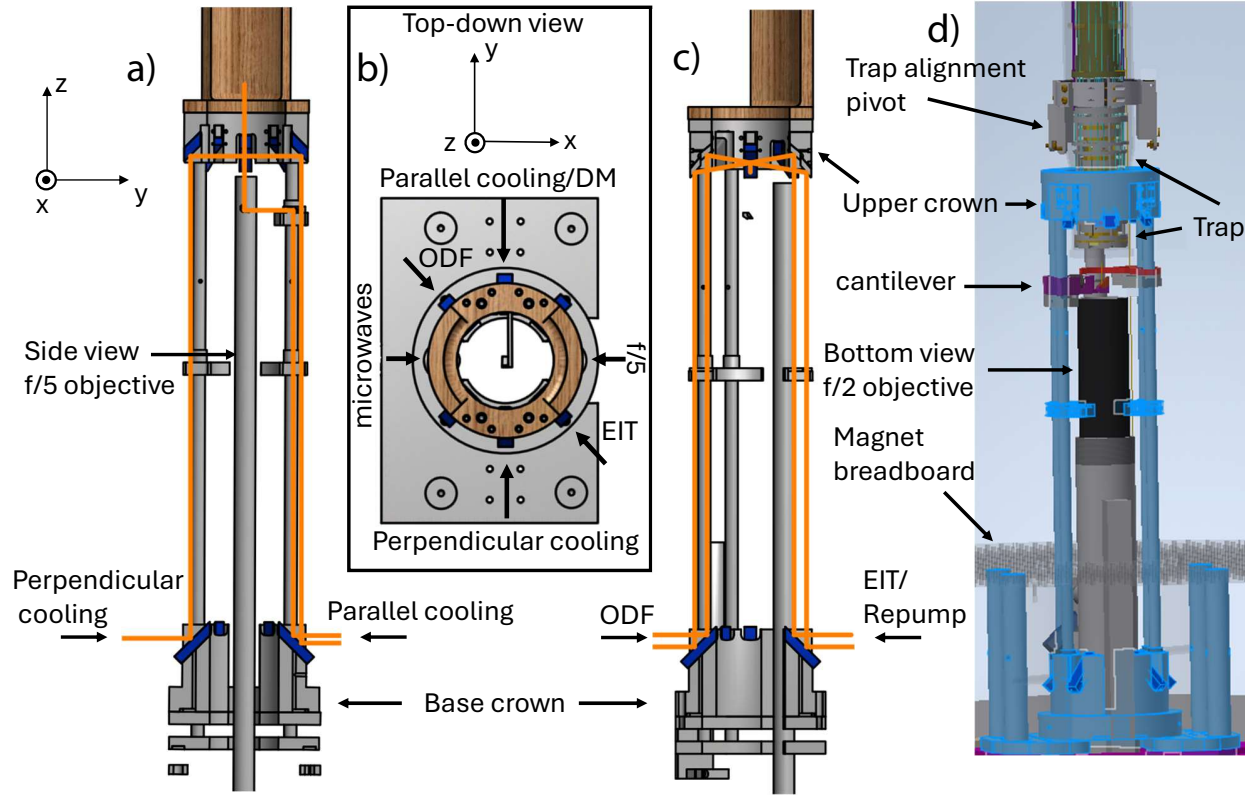 a)
z
x
y
Side view
f/5 objective
Perpendicular
cooling
Parallel cooling
Base crown
b)
Top-down view
y
z
x
Parallel cooling/DM
ODF
microwaves
f/5
EIT
Perpendicular cooling
c)
ODF
EIT/
Repump
d)
Trap alignment
pivot
Upper crown
Trap
cantilever
Bottom view
f/2 objective
Magnet
breadboard